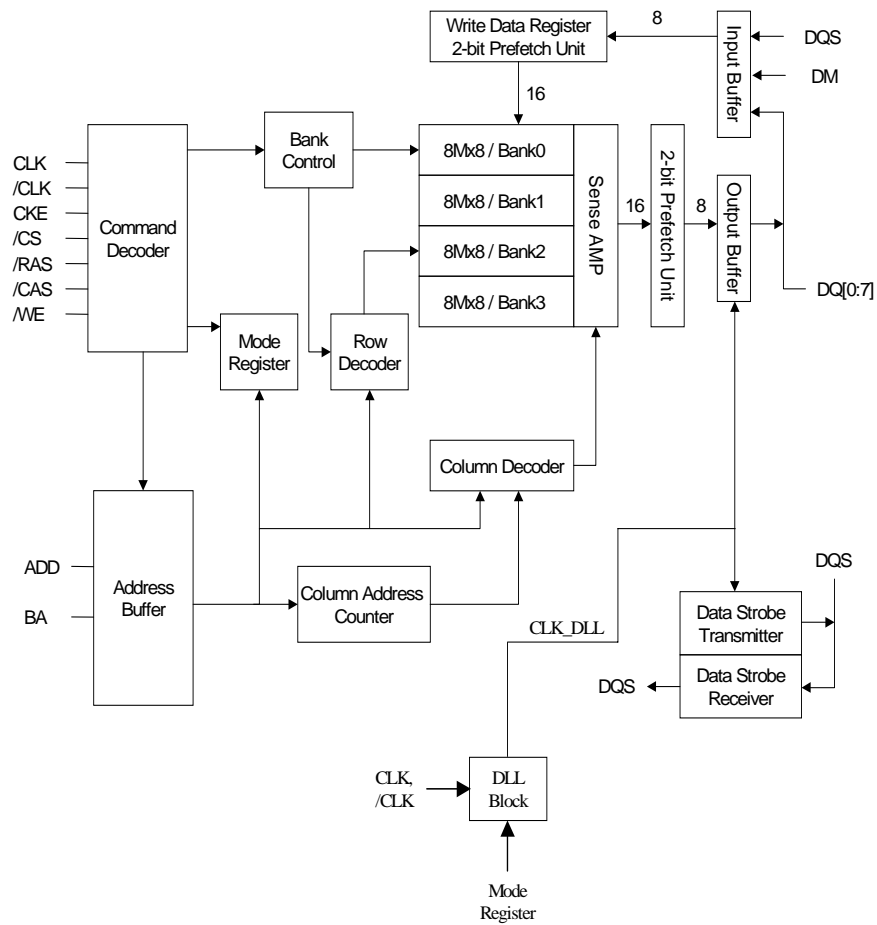 Write Data Register
2-bit Prefetch Unit
8
Input Buffer
DQS
DM
16
Bank
Control
8Mx8 / Bank0
8Mx8 / Bank1
8Mx8 / Bank2
8Mx8 / Bank3
Sense AMP
16
2-bit Prefetch Unit
8
Output Buffer
DQ[0:7]
CLK
/CLK
CKE
/CS
/RAS
/CAS
/WE
Command
Decoder
Mode
Register
Row
Decoder
Column Decoder
ADD
BA
Address
Buffer
Column Address
Counter
CLK_DLL
DQS
Data Strobe
Transmitter
Data Strobe
Receiver
DQS
CLK,
/CLK
DLL
Block
Mode
Register